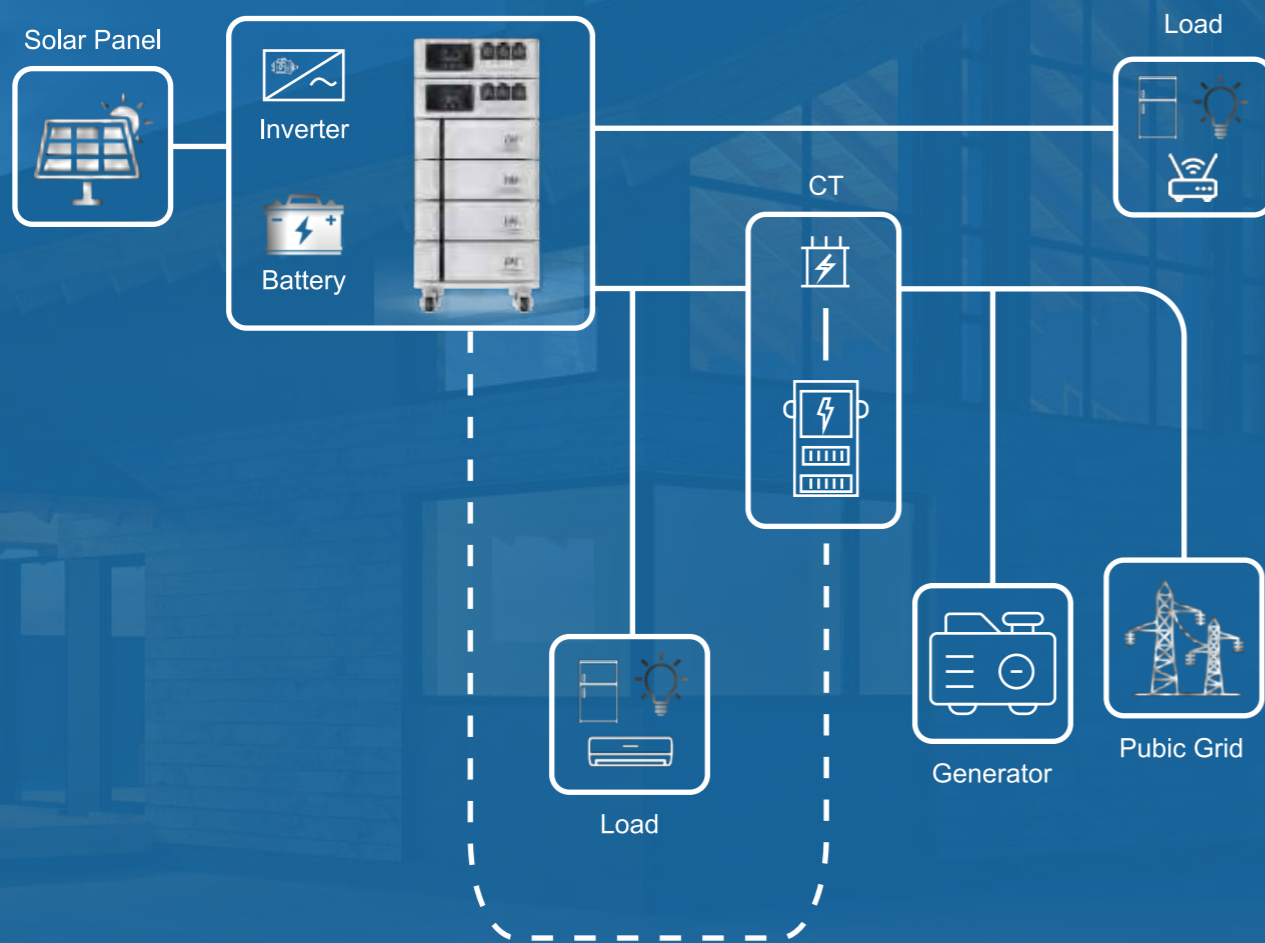 Solar Panel
Inverter
Battery
Load
CT
Load
Generator
Pubic Grid